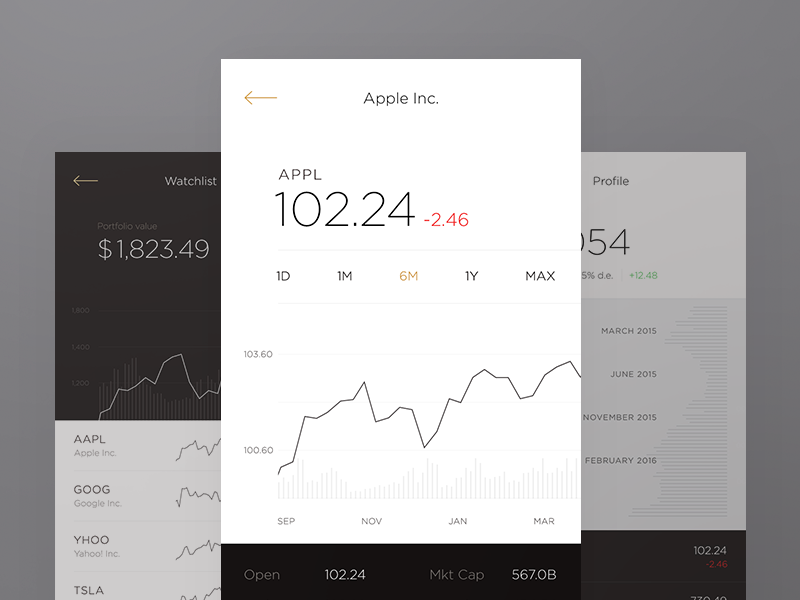 Watchlist
Portfolio value
$1,823.49
1,600
1,400
1,200
AAPL
Apple Inc.
GOOG
Google Inc.
YHOO
Yahoo! Inc.
TSLA
Apple Inc.
APPL
102.24 -2.46
1D 1M 6M 1Y MAX
103.60
100.60
SEP NOV JAN MAR
Open 102.24 Mkt Cap 567.0B
Profile
054
5% d.e. +12.48
MARCH 2015
JUNE 2015
NOVEMBER 2015
FEBRUARY 2016
102.24
-2.46